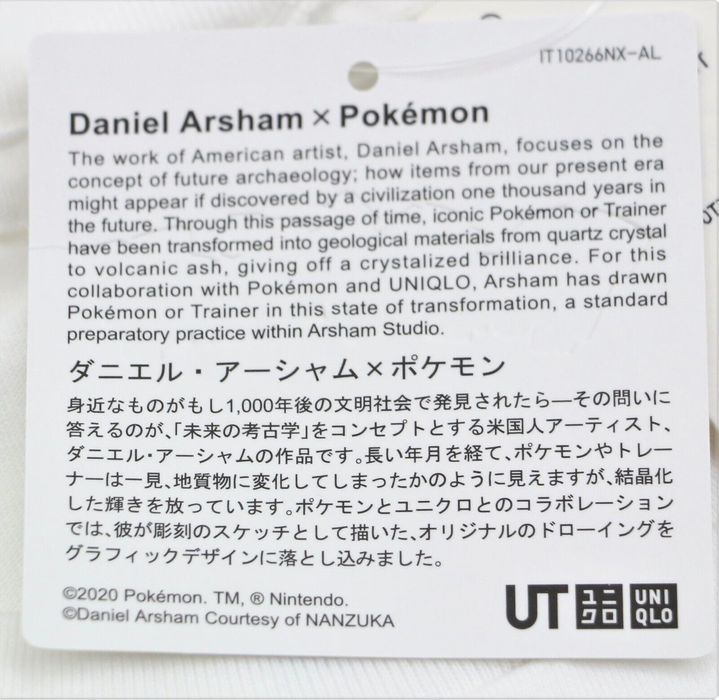 IT10266NX-AL
Daniel Arsham × Pokémon
The work of American artist, Daniel Arsham, focuses on the
concept of future archaeology; how items from our present era
might appear if discovered by a civilization one thousand years in
the future. Through this passage of time, iconic Pokémon or Trainer
have been transformed into geological materials from quartz crystal
to volcanic ash, giving off a crystalized brilliance. For this
collaboration with Pokémon and UNIQLO, Arsham has drawn
Pokémon or Trainer in this state of transformation, a standard
preparatory practice within Arsham Studio.
ダニエル・アーシャム×ポケモン
身近なものがもし1,000年後の文明社会で発見されたら—その問いに
答えるのが、「未来の考古学」をコンセプトとする米国人アーティスト、
ダニエル・アーシャムの作品です。長い年月を経て、ポケモンやトレー
ナーは一見、地質物に変化してしまったかのように見えますが、結晶化
した輝きを放っています。ポケモンとユニクロとのコラボレーション
では、彼が彫刻のスケッチとして描いた、オリジナルのドローイングを
グラフィックデザインに落とし込みました。
©2020 Pokémon. TM, ® Nintendo.
©Daniel Arsham Courtesy of NANZUKA
UT ユニクロ UNIQLO
UT